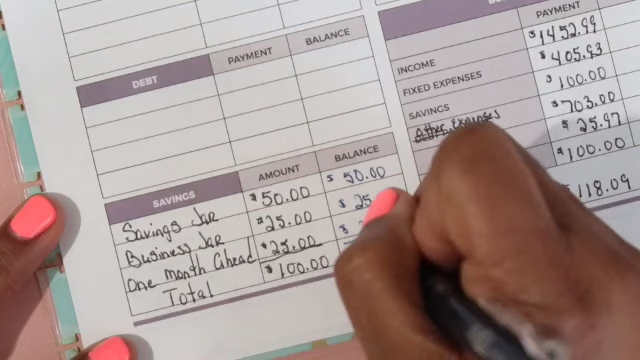 DEBT PAYMENT BALANCE
SAVINGS AMOUNT BALANCE
Savings Jar $50.00 $ 50.00
Business Jar $25.00 $ 25.
One month Ahead $25.00 $
Total $100.00
PAYMENT
INCOME $1452.99
FIXED EXPENSES $405.93
SAVINGS $100.00
Other Expenses $703.00
$ 25.97
$100.00
$118.09